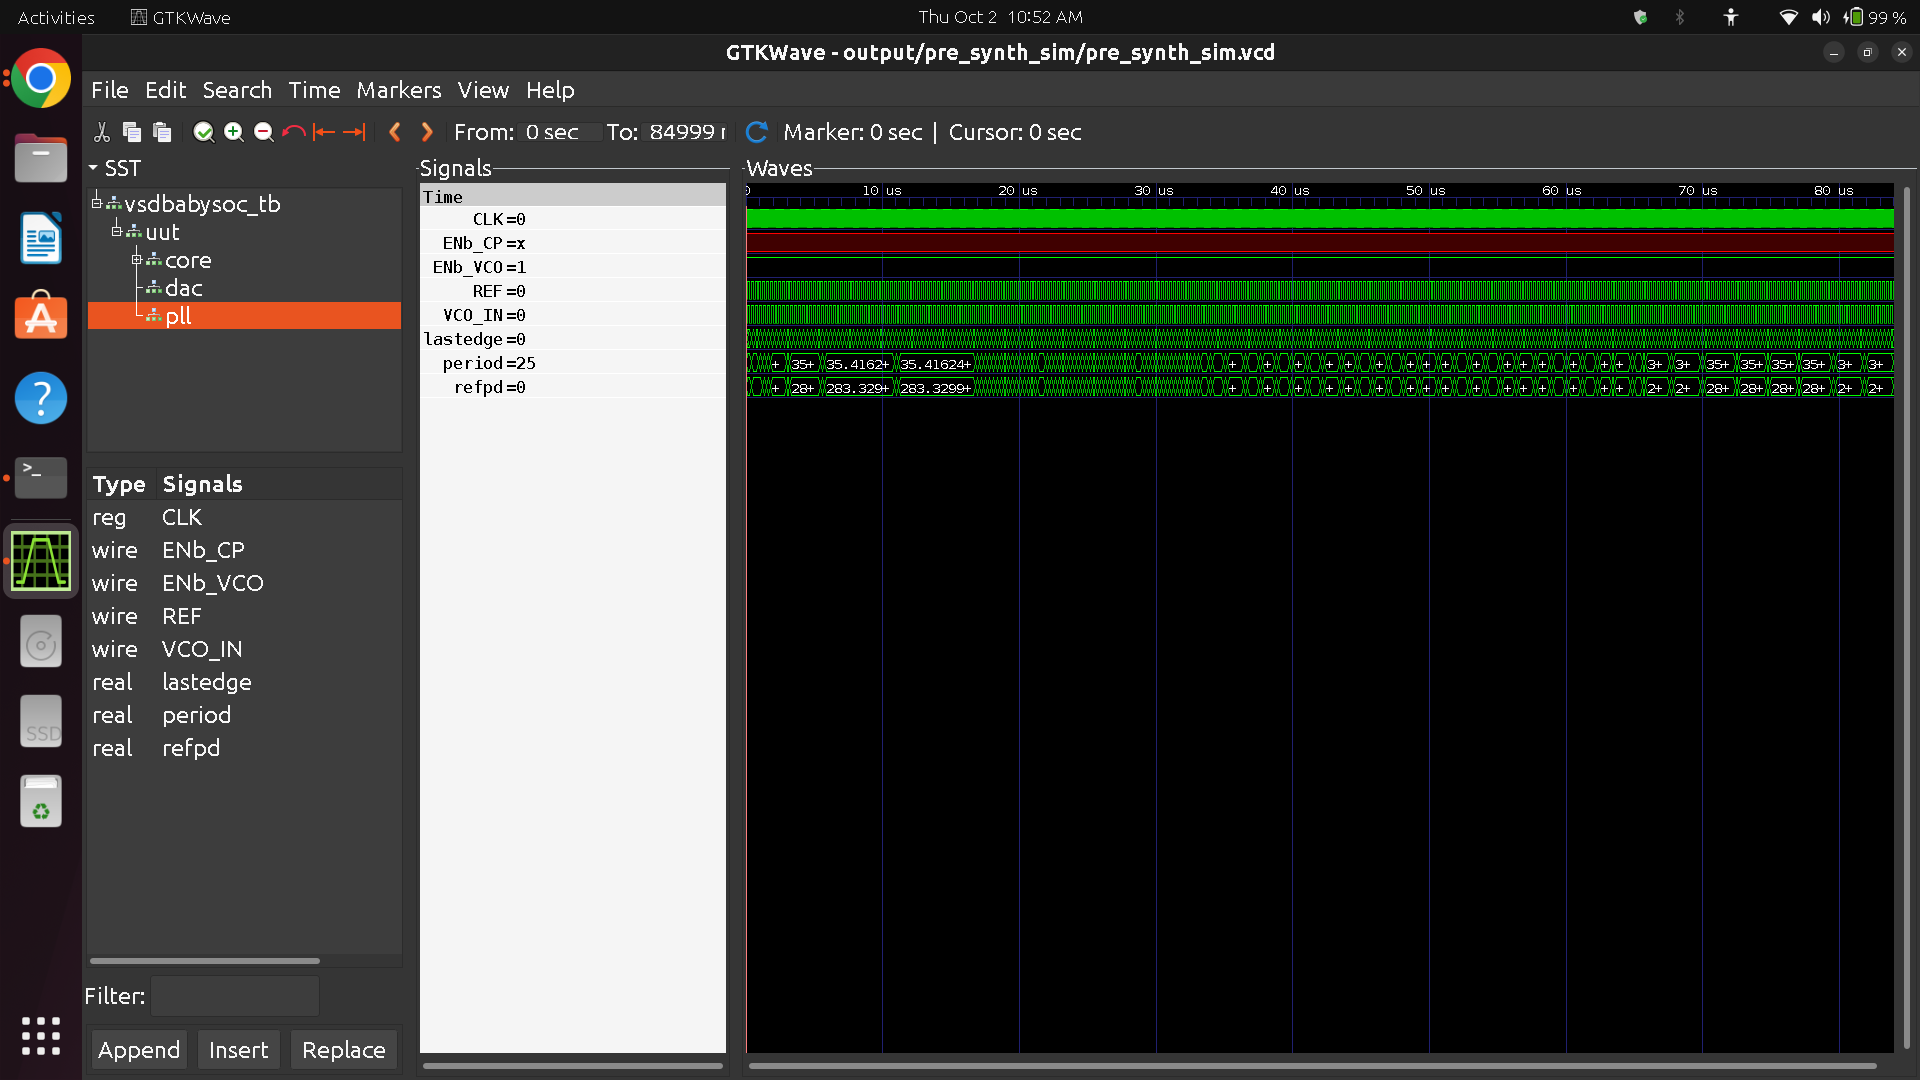 Activities GTKWave Thu Oct 2 10:52 AM 99 %
GTKWave - output/pre_synth_sim/pre_synth_sim.vcd
File Edit Search Time Markers View Help
From: 0 sec To: 84999 Marker: 0 sec | Cursor: 0 sec
SST
vsdbabysoc_tb
uut
core
dac
pll
Type Signals
reg CLK
wire ENb_CP
wire ENb_VCO
wire REF
wire VCO_IN
real lastedge
real period
real refpd
Filter:
Append Insert Replace
Signals
Time
CLK=0
ENb_CP=x
ENb_VCO=1
REF=0
VCO_IN=0
lastedge=0
period=25
refpd=0
Waves
0 10 us 20 us 30 us 40 us 50 us 60 us 70 us 80 us
+ 35+ 35.4162+ 35.41624+ + + + + + + + + + + + + + + 3+ 3+ 35+ 35+ 35+ 35+ 3+ 3+
+ 28+ 283.329+ 283.3299+ + + + + + + + + + + + + + + 2+ 2+ 28+ 28+ 28+ 28+ 2+ 2+
SSD